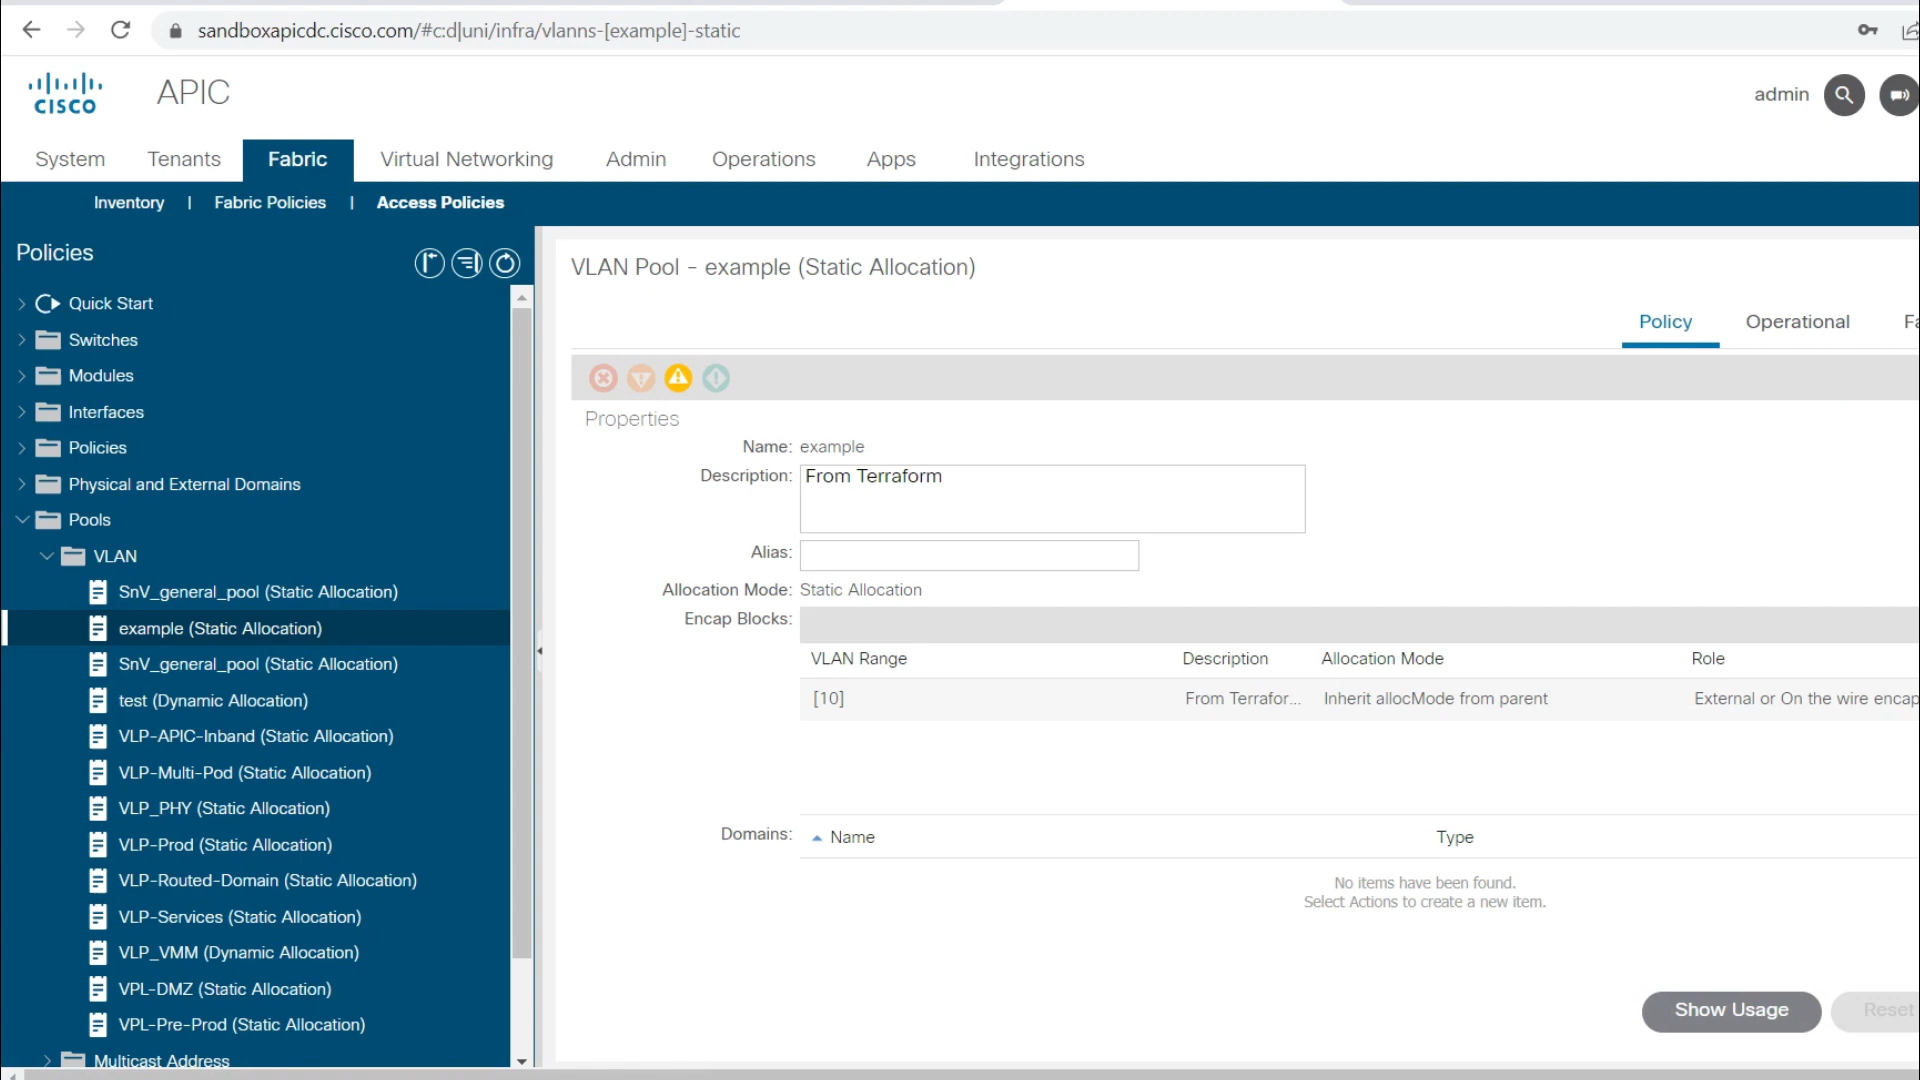 sandboxapicdc.cisco.com/#c:d|uni/infra/vlanns-[example]-static
CISCO
APIC
admin
System Tenants Fabric Virtual Networking Admin Operations Apps Integrations
Inventory | Fabric Policies | Access Policies
Policies
Quick Start
Switches
Modules
Interfaces
Policies
Physical and External Domains
Pools
VLAN
SnV_general_pool (Static Allocation)
example (Static Allocation)
SnV_general_pool (Static Allocation)
test (Dynamic Allocation)
VLP-APIC-Inband (Static Allocation)
VLP-Multi-Pod (Static Allocation)
VLP_PHY (Static Allocation)
VLP-Prod (Static Allocation)
VLP-Routed-Domain (Static Allocation)
VLP-Services (Static Allocation)
VLP_VMM (Dynamic Allocation)
VPL-DMZ (Static Allocation)
VPL-Pre-Prod (Static Allocation)
Multicast Address
VLAN Pool - example (Static Allocation)
Policy Operational Fa
Properties
Name: example
Description: From Terraform
Alias:
Allocation Mode: Static Allocation
Encap Blocks:
VLAN Range Description Allocation Mode Role
[10] From Terrafor... Inherit allocMode from parent External or On the wire encap
Domains: Name Type
No items have been found.
Select Actions to create a new item.
Show Usage Reset